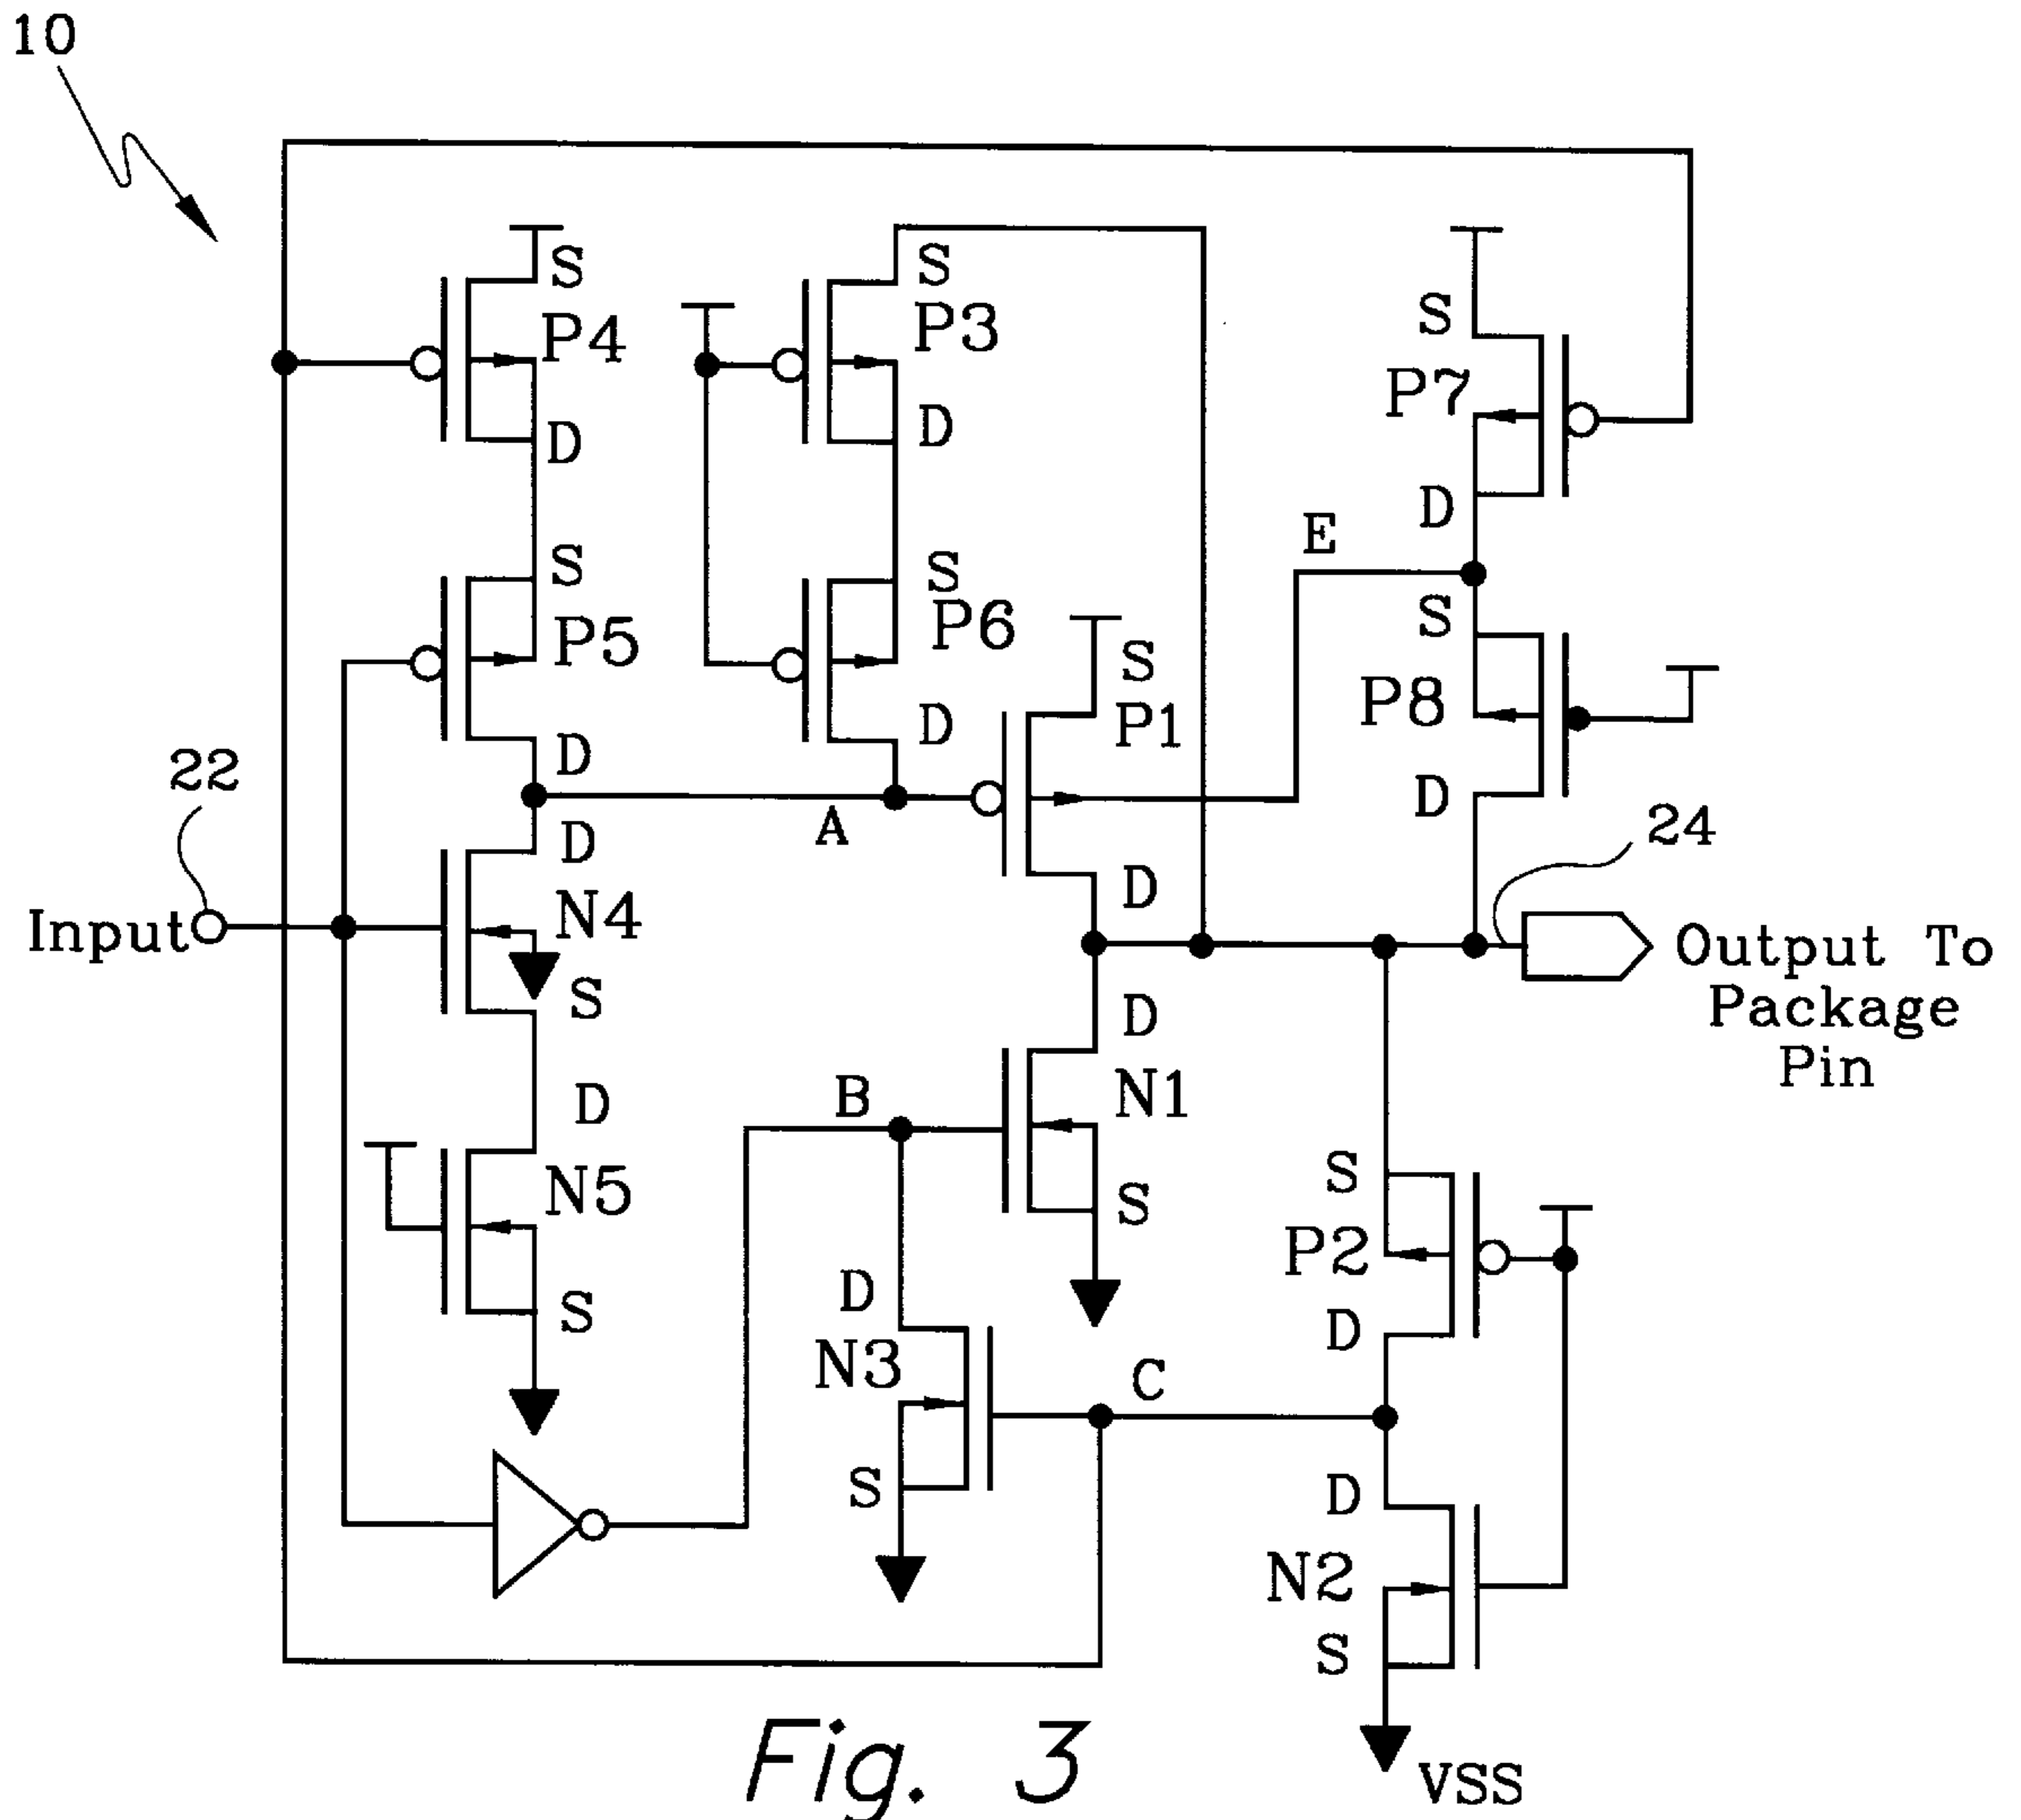 10
S
S
S
P3
P4
P7
D
D
D
E
S
S
S
P6
P5
S
P8
P1
D
D
22
D
24
A
D
D
Input
N4
Output To
Package
Pin
S
D
D
B
N1
S
N5
S
P2
D
S
D
N3
C
S
D
N2
S
VSS
Fig. 3